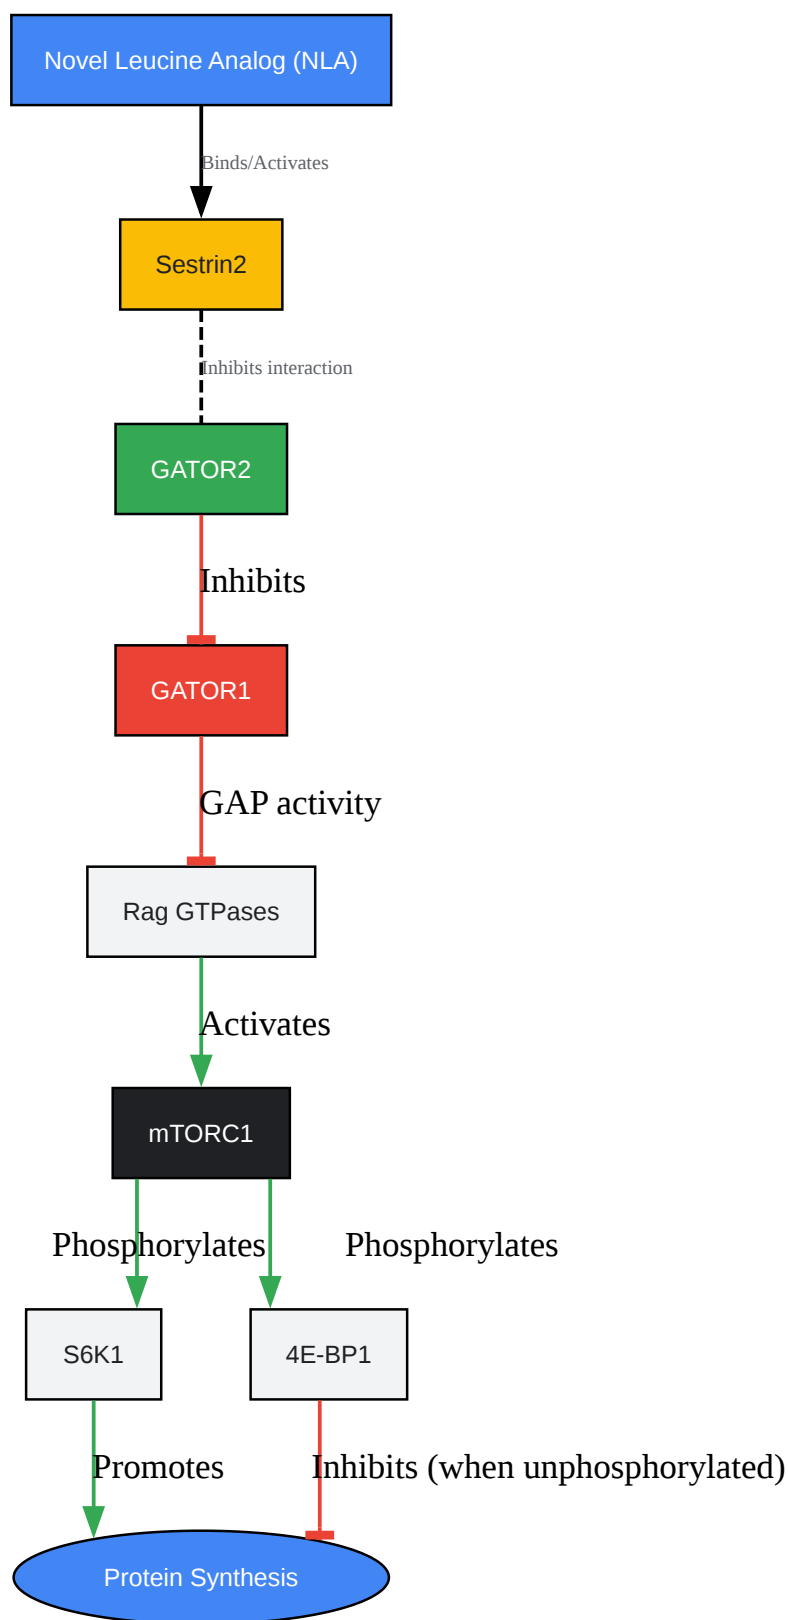 Novel Leucine Analog (NLA)
Binds/Activates
Sestrin2
Inhibits interaction
GATOR2
Inhibits
GATOR1
GAP activity
Rag GTPases
Activates
mTORC1
Phosphorylates
Phosphorylates
S6K1
4E-BP1
Promotes
Inhibits (when unphosphorylated)
Protein Synthesis